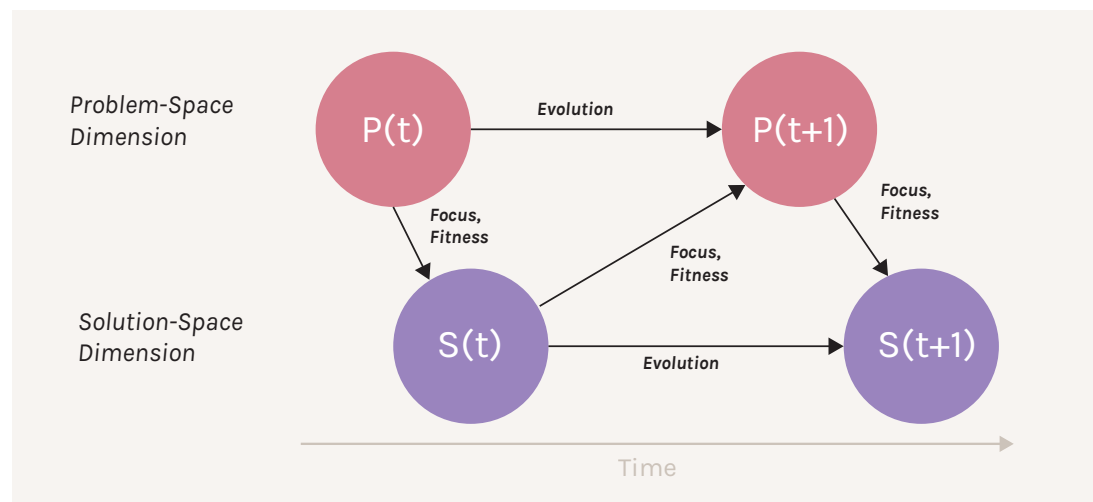 Problem-Space
Dimension
P(t)
Evolution
P(t+1)
Focus,
Fitness
Focus,
Fitness
Focus,
Fitness
Solution-Space
Dimension
S(t)
Evolution
S(t+1)
Time